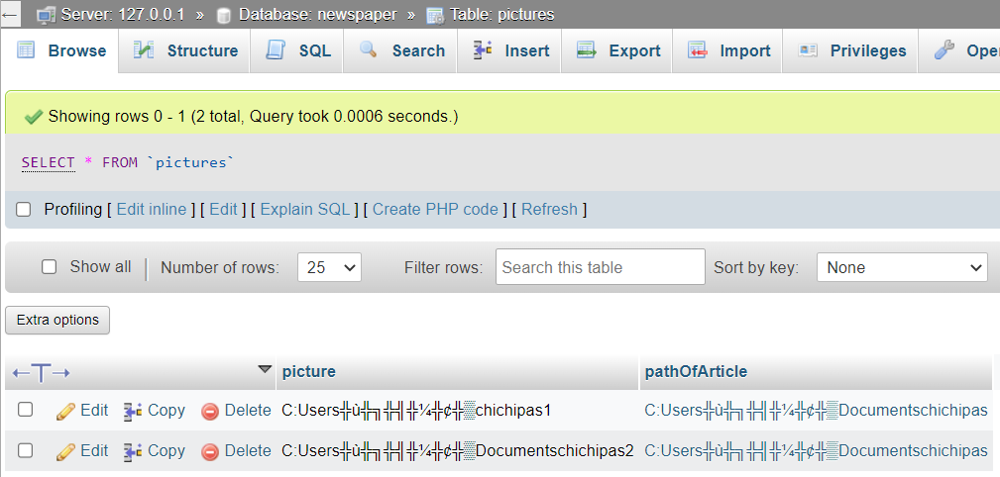 Server: 127.0.0.1 » Database: newspaper » Table: pictures
Browse Structure SQL Search Insert Export Import Privileges Oper
Showing rows 0 - 1 (2 total, Query took 0.0006 seconds.)
SELECT * FROM `pictures`
Profiling [ Edit inline ] [ Edit ] [ Explain SQL ] [ Create PHP code ] [ Refresh ]
Show all Number of rows: 25 Filter rows: Search this table Sort by key: None
Extra options
picture pathOfArticle
Edit Copy Delete C:Users╬ù╬╗╬╣╬¼╬¢╬▒chichipas1 C:Users╬ù╬╗╬╣╬¼╬¢╬▒Documentschichipas
Edit Copy Delete C:Users╬ù╬╗╬╣╬¼╬¢╬▒Documentschichipas2 C:Users╬ù╬╗╬╣╬¼╬¢╬▒Documentschichipas